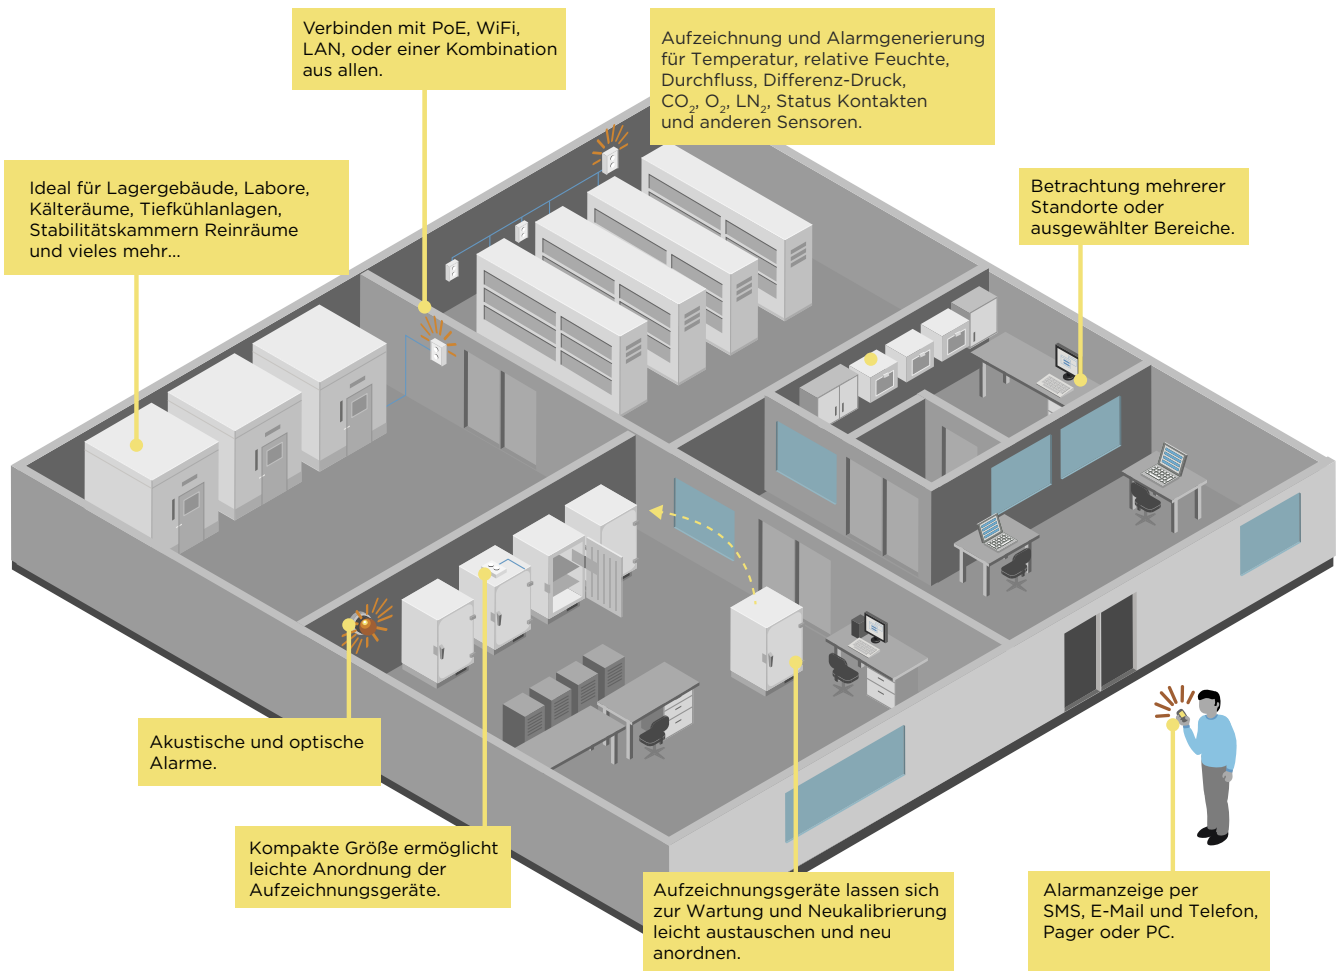 Verbinden mit PoE, WiFi,
LAN, oder einer Kombination
aus allen.
Aufzeichnung und Alarmgenerierung
für Temperatur, relative Feuchte,
Durchfluss, Differenz-Druck,
CO₂, O₂, LN₂, Status Kontakten
und anderen Sensoren.
Ideal für Lagergebäude, Labore,
Kälteräume, Tiefkühlanlagen,
Stabilitätskammern Reinräume
und vieles mehr...
Betrachtung mehrerer
Standorte oder
ausgewählter Bereiche.
Akustische und optische
Alarme.
Kompakte Größe ermöglicht
leichte Anordnung der
Aufzeichnungsgeräte.
Aufzeichnungsgeräte lassen sich
zur Wartung und Neukalibrierung
leicht austauschen und neu
anordnen.
Alarmanzeige per
SMS, E-Mail und Telefon,
Pager oder PC.